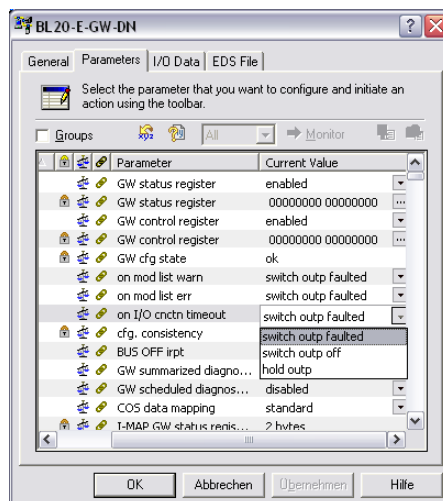 BL20-E-GW-DN
General Parameters I/O Data EDS File
Select the parameter that you want to configure and initiate an
action using the toolbar.
Groups All Monitor
Parameter Current Value
GW status register enabled
GW status register 00000000 00000000 ...
GW control register enabled
GW control register 00000000 00000000 ...
GW cfg state ok
on mod list warn switch outp faulted
on mod list err switch outp faulted
on I/O cnctn timeout switch outp faulted
cfg. consistency switch outp faulted
BUS OFF irpt switch outp off
GW summarized diagno... hold outp
GW scheduled diagnos... disabled
COS data mapping standard
I-MAP GW status regis... 2 bytes
OK Abbrechen Übernehmen Hilfe